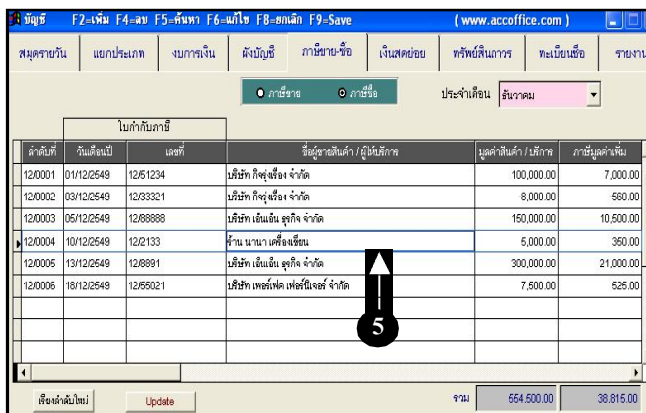 บัญชี F2=เพิ่ม F4=ลบ F5=ค้นหา F6=แก้ไข F8=ยกเลิก F9=Save ( www.accoffice.com )
สมุดรายวัน แยกประเภท งบการเงิน ผังบัญชี ภาษีขาย-ซื้อ เงินสดย่อย ทรัพย์สินถาวร ทะเบียนชื่อ รายงาน
ภาษีขาย ภาษีซื้อ ประจำเดือน ธันวาคม
ใบกำกับภาษี
ลำดับที่ วันเดือนปี เลขที่ ชื่อผู้ขายสินค้า / ผู้ให้บริการ มูลค่าสินค้า / บริการ ภาษีมูลค่าเพิ่ม
12/0001 01/12/2549 12/51234 บริษัท กิจรุ่งเรือง จำกัด 100,000.00 7,000.00
12/0002 03/12/2549 12/33321 บริษัท กิจรุ่งเรือง จำกัด 8,000.00 560.00
12/0003 05/12/2549 12/88888 บริษัท เอ็นเอ็น ธุรกิจ จำกัด 150,000.00 10,500.00
12/0004 10/12/2549 12/2133 ร้าน นานา เครื่องเขียน 5,000.00 350.00
12/0005 13/12/2549 12/8891 บริษัท เอ็นเอ็น ธุรกิจ จำกัด 300,000.00 21,000.00
12/0006 18/12/2549 12/55021 บริษัท เพอร์เฟค เฟอร์นิเจอร์ จำกัด 7,500.00 525.00
5
เรียงลำดับใหม่ Update รวม 554,500.00 38,815.00